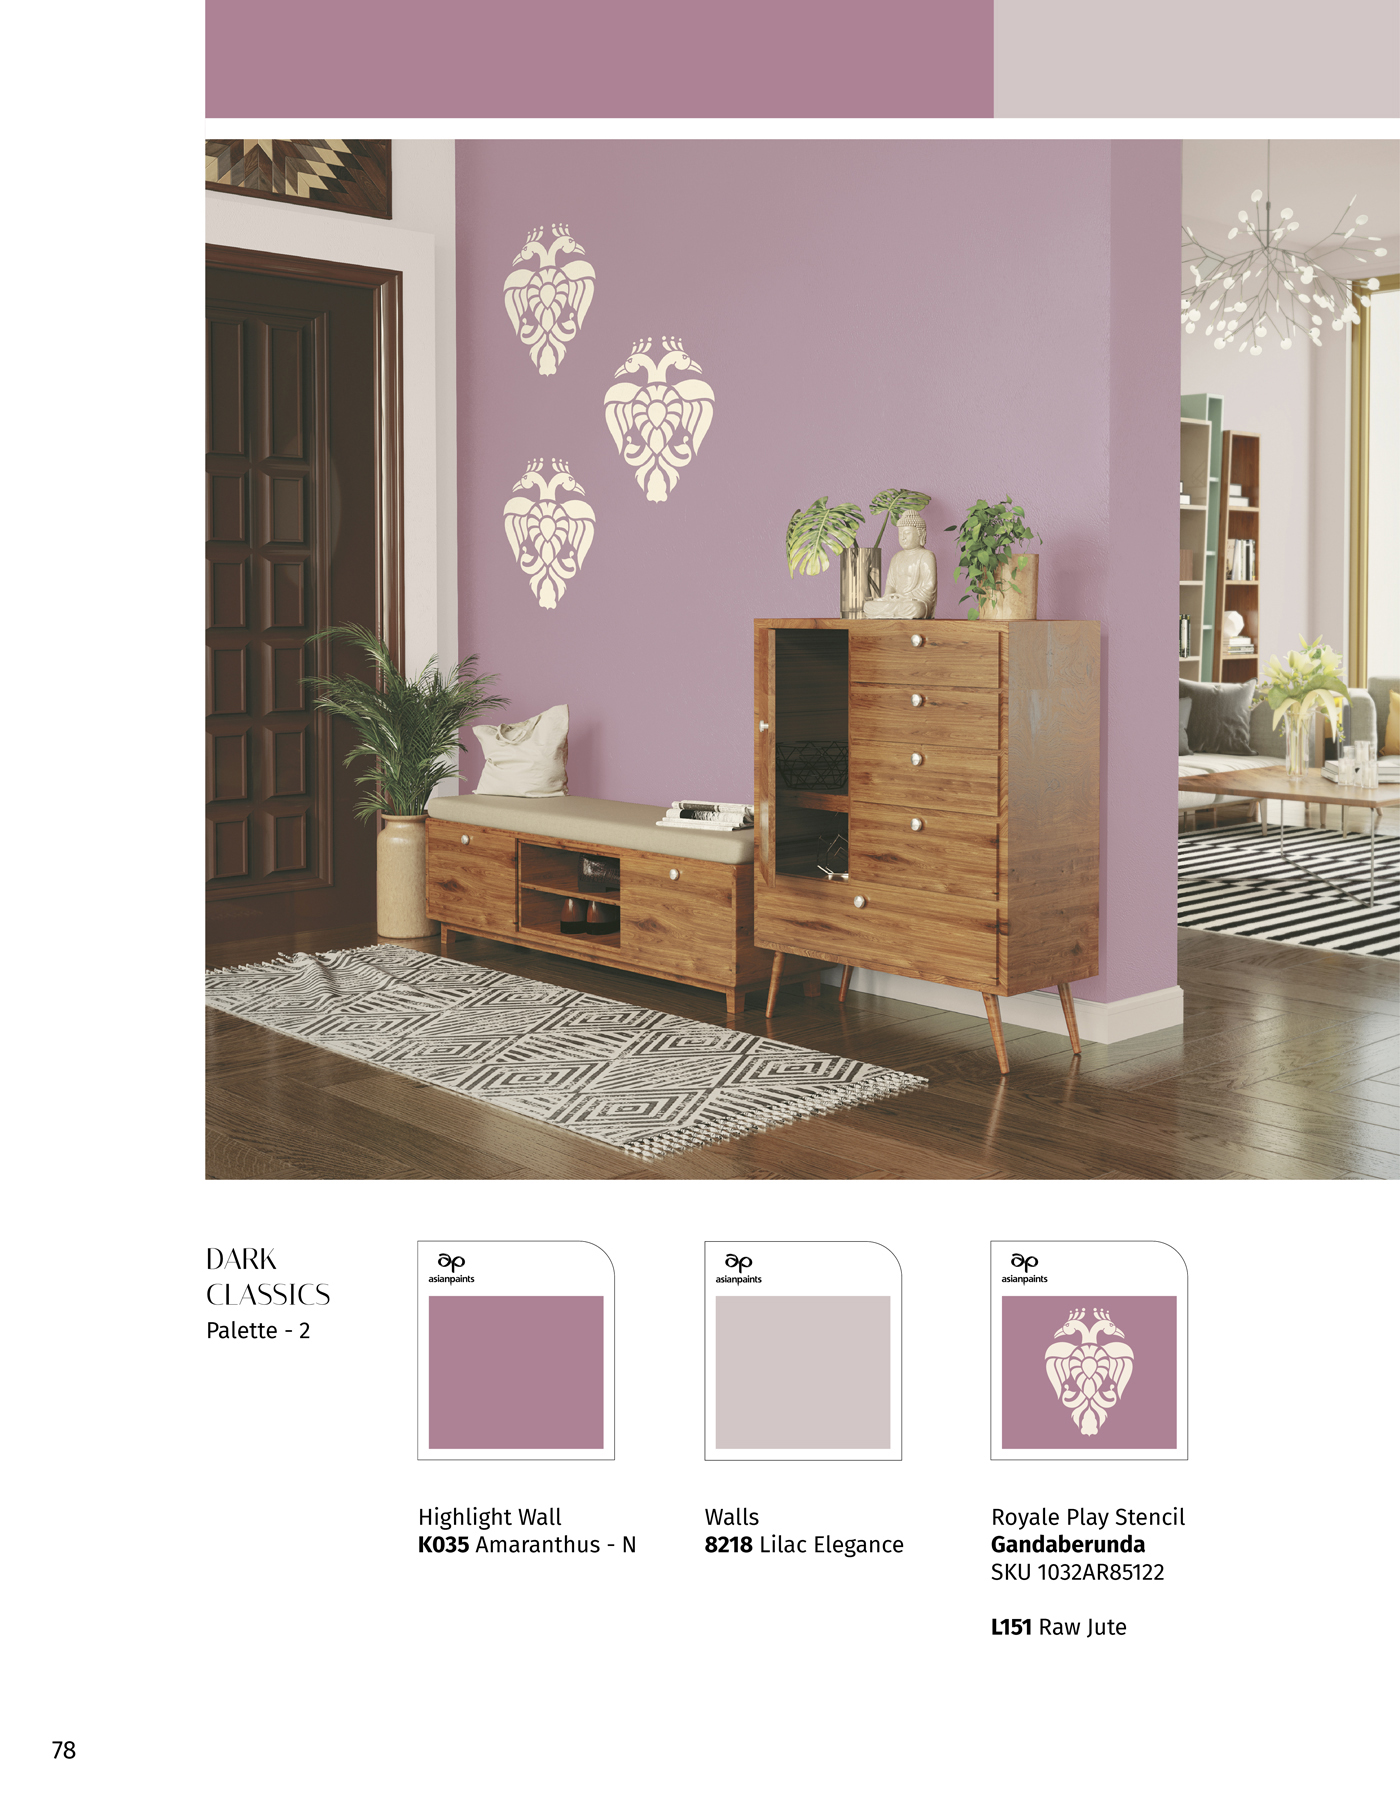 DARK
CLASSICS
Palette - 2
asianpaints
asianpaints
asianpaints
Highlight Wall
K035 Amaranthus - N
Walls
8218 Lilac Elegance
Royale Play Stencil
Gandaberunda
SKU 1032AR85122
L151 Raw Jute
78